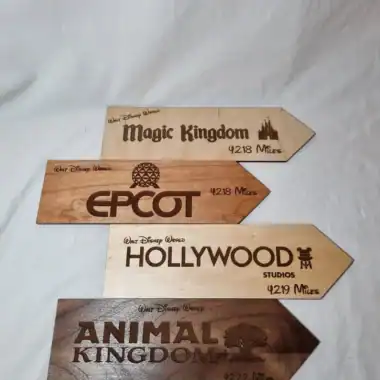 Walt Disney World
Magic Kingdom
4218 Miles
Walt Disney World
EPCOT
4218 Miles
Walt Disney World
HOLLYWOOD
STUDIOS
4219 Miles
Walt Disney World
ANIMAL
KINGDOM